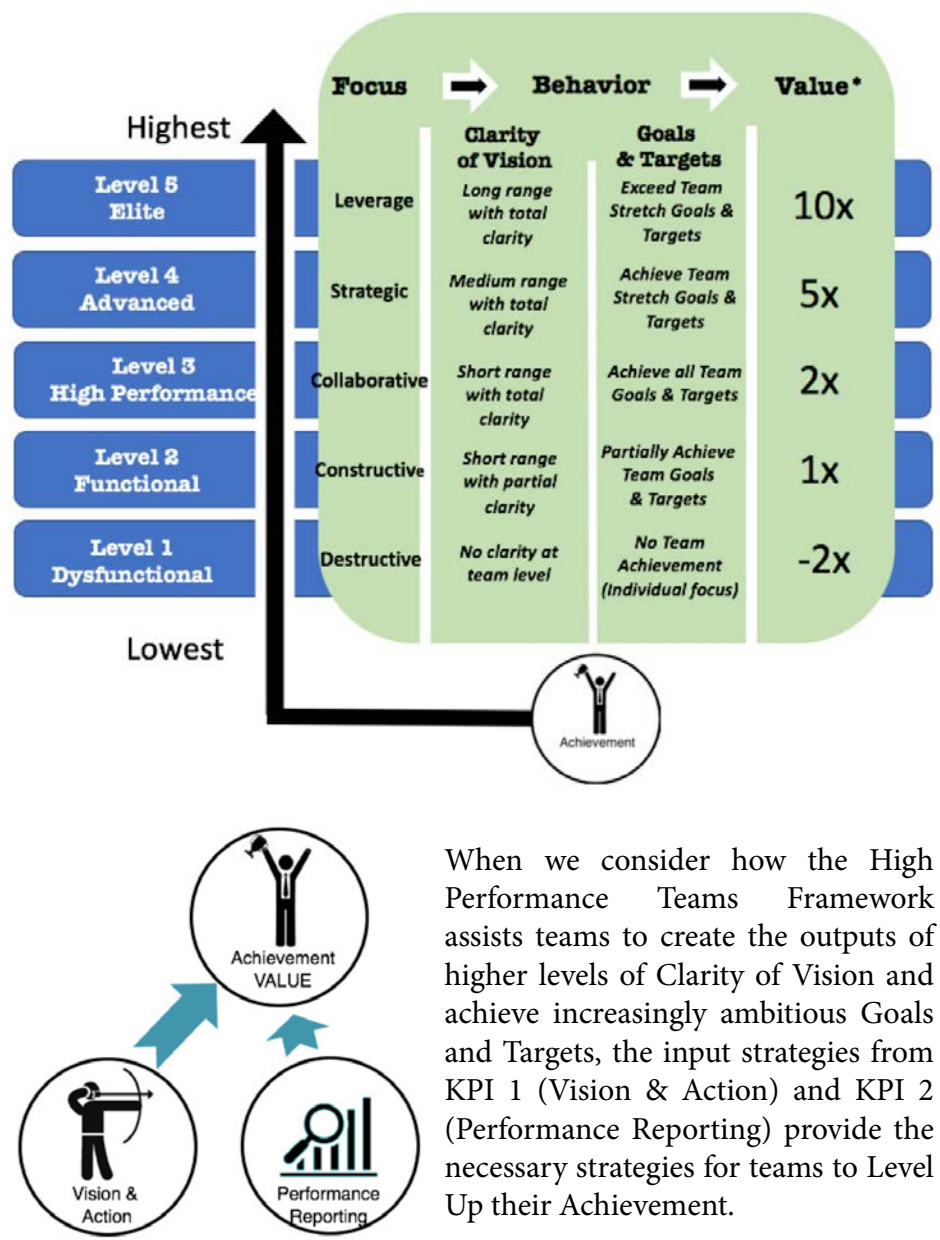 Focus Behavior Value*
Highest
Clarity
of Vision
Goals
& Targets
Level 5
Elite
Leverage
Long range
with total
clarity
Exceed Team
Stretch Goals &
Targets
10x
Level 4
Advanced
Strategic
Medium range
with total
clarity
Achieve Team
Stretch Goals &
Targets
5x
Level 3
High Performance
Collaborative
Short range
with total
clarity
Achieve all Team
Goals & Targets
2x
Level 2
Functional
Constructive
Short range
with partial
clarity
Partially Achieve
Team Goals
& Targets
1x
Level 1
Dysfunctional
Destructive
No clarity at
team level
No Team
Achievement
(Individual focus)
-2x
Lowest
Achievement
Achievement
VALUE
Vision &
Action
Performance
Reporting
When we consider how the High
Performance Teams Framework
assists teams to create the outputs of
higher levels of Clarity of Vision and
achieve increasingly ambitious Goals
and Targets, the input strategies from
KPI 1 (Vision & Action) and KPI 2
(Performance Reporting) provide the
necessary strategies for teams to Level
Up their Achievement.